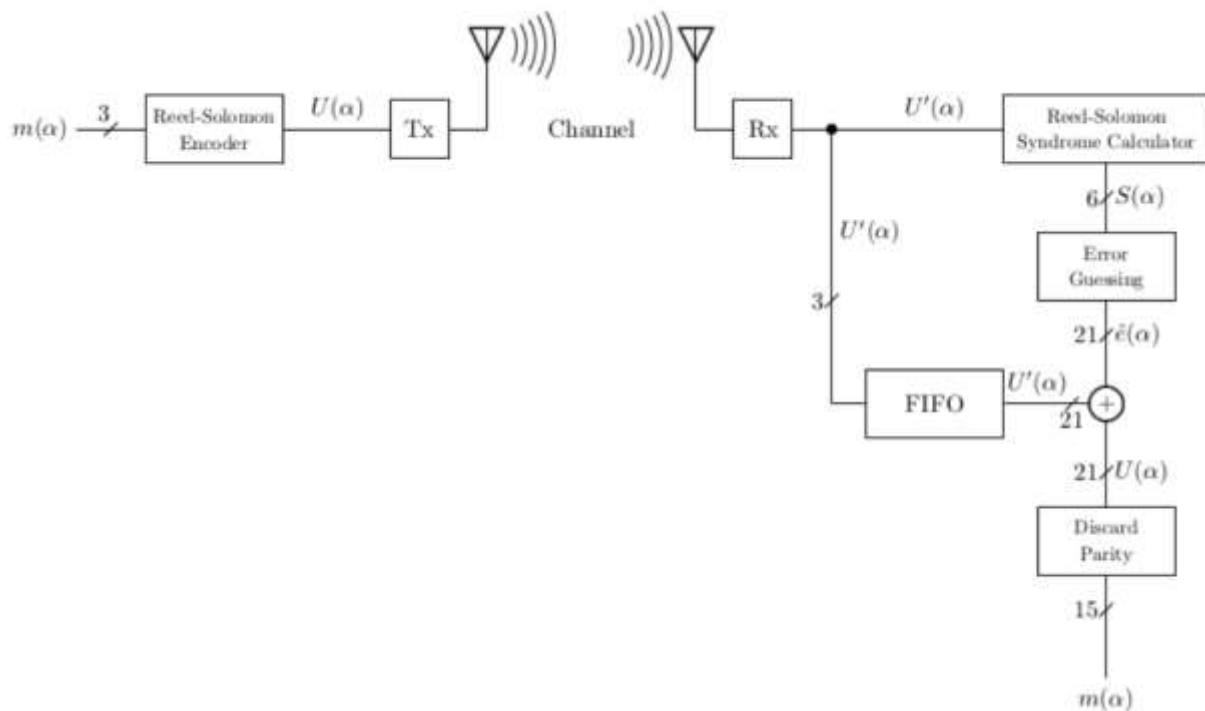 m(α)
3
Reed-Solomon
Encoder
U(α)
Tx
Channel
Rx
U′(α)
Reed-Solomon
Syndrome Calculator
6
S(α)
U′(α)
Error
Guessing
3
21
ẽ(α)
FIFO
U′(α)
21
+
21
U(α)
Discard
Parity
15
m(α)